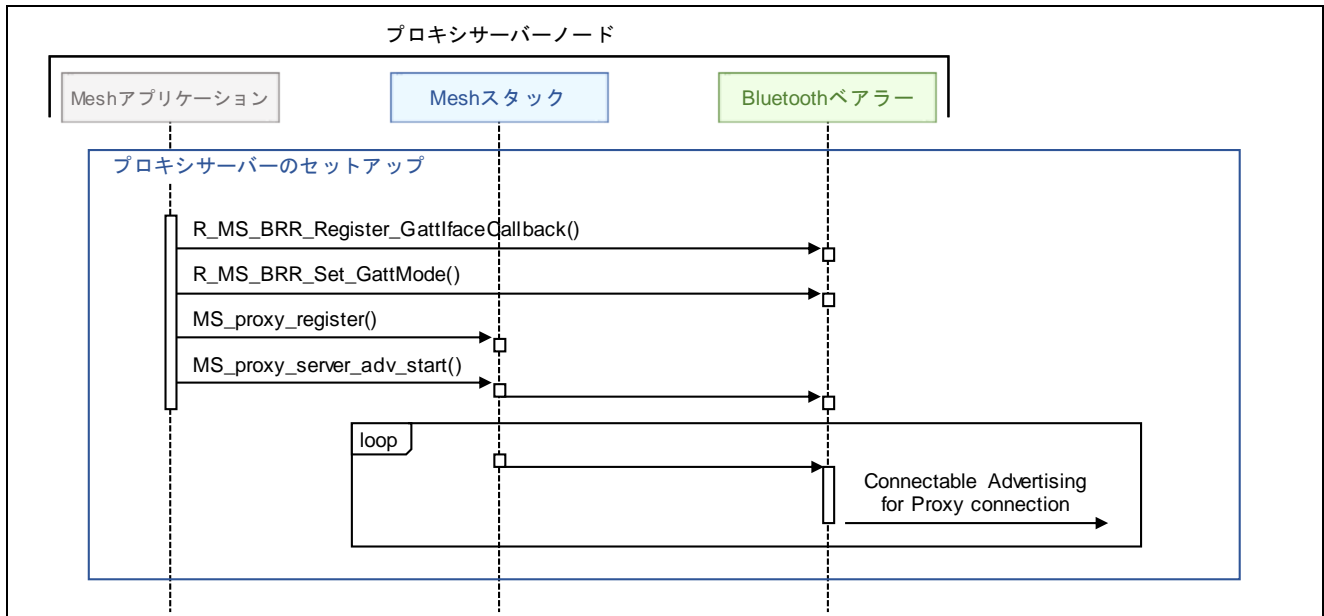 プロキシサーバーノード
Meshアプリケーション
Meshスタック
Bluetoothベアラー
プロキシサーバーのセットアップ
R_MS_BRR_Register_GattIfaceCallback()
R_MS_BRR_Set_GattMode()
MS_proxy_register()
MS_proxy_server_adv_start()
loop
Connectable Advertising
for Proxy connection